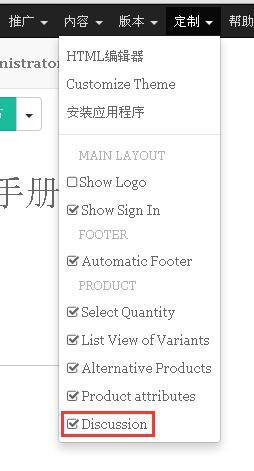 推广 内容 版本 定制 帮助
HTML编辑器
nistrator
Customize Theme
安装应用程序
MAIN LAYOUT
手册
Show Logo
Show Sign In
FOOTER
Automatic Footer
PRODUCT
Select Quantity
List View of Variants
Alternative Products
Product attributes
Discussion